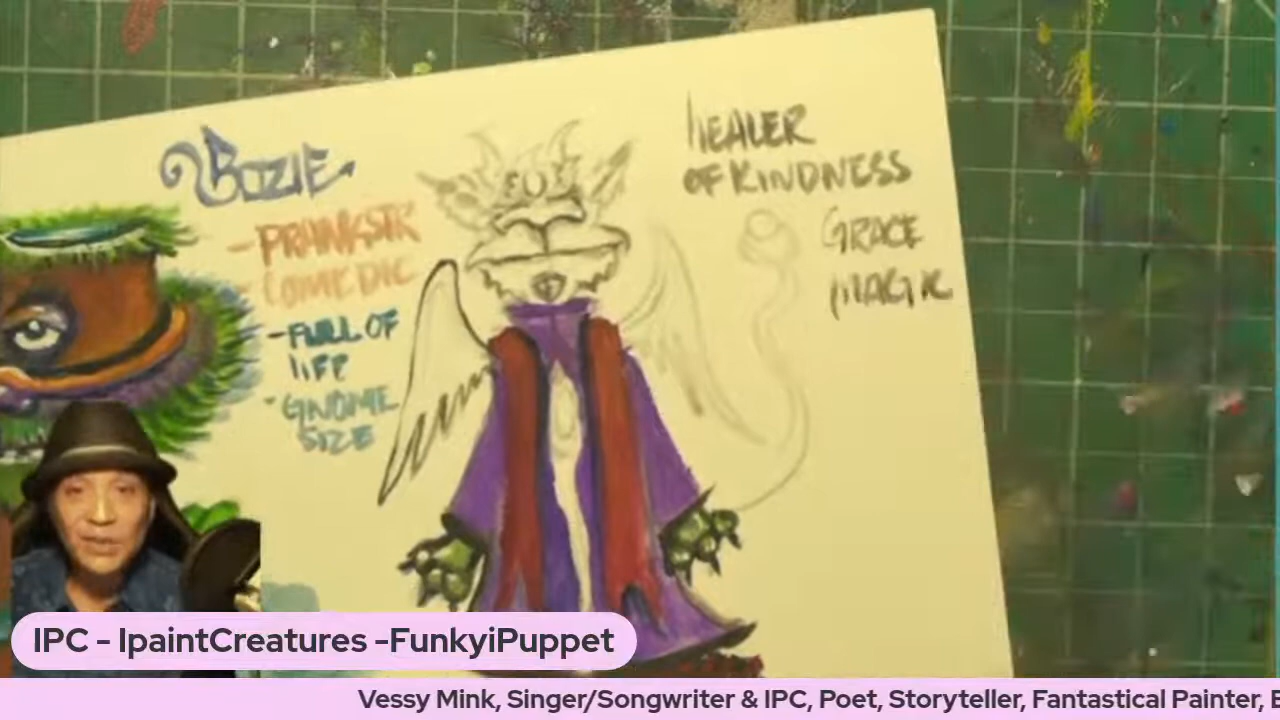 BOZIE
- PRANKSTR
COMEDIC
- FULL OF
LIFE
- GNOME
SIZE
HEALER
OF KINDNESS
GRACE
MAGIC
IPC - IpaintCreatures -FunkyiPuppet
Vessy Mink, Singer/Songwriter & IPC, Poet, Storyteller, Fantastical Painter, E